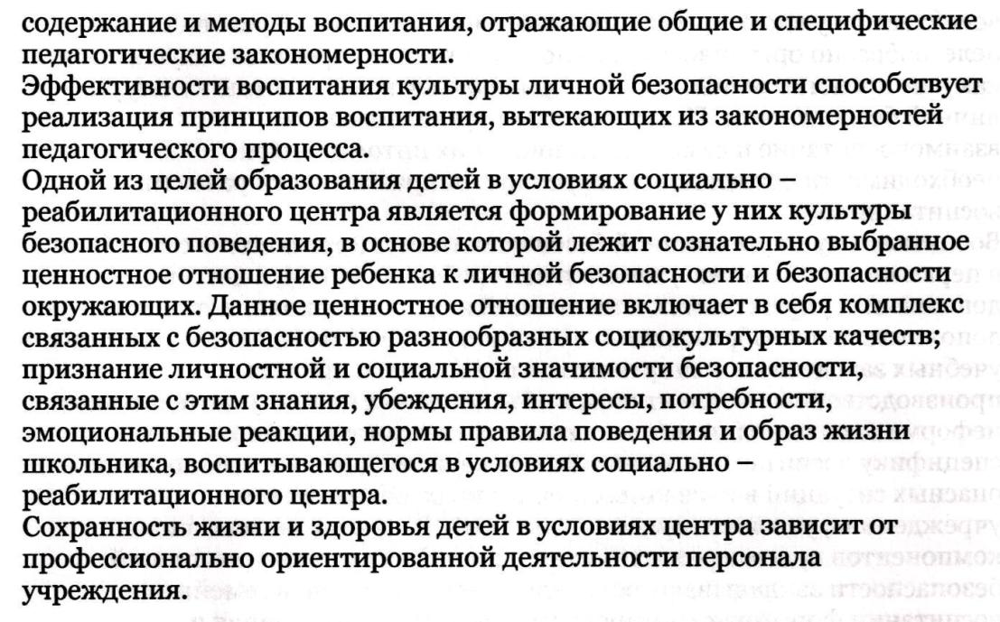 содержание и методы воспитания, отражающие общие и специфические
педагогические закономерности.
Эффективности воспитания культуры личной безопасности способствует
реализация принципов воспитания, вытекающих из закономерностей
педагогического процесса.
Одной из целей образования детей в условиях социально –
реабилитационного центра является формирование у них культуры
безопасного поведения, в основе которой лежит сознательно выбранное
ценностное отношение ребенка к личной безопасности и безопасности
окружающих. Данное ценностное отношение включает в себя комплекс
связанных с безопасностью разнообразных социокультурных качеств;
признание личностной и социальной значимости безопасности,
связанные с этим знания, убеждения, интересы, потребности,
эмоциональные реакции, нормы правила поведения и образ жизни
школьника, воспитывающегося в условиях социально –
реабилитационного центра.
Сохранность жизни и здоровья детей в условиях центра зависит от
профессионально ориентированной деятельности персонала
учреждения.